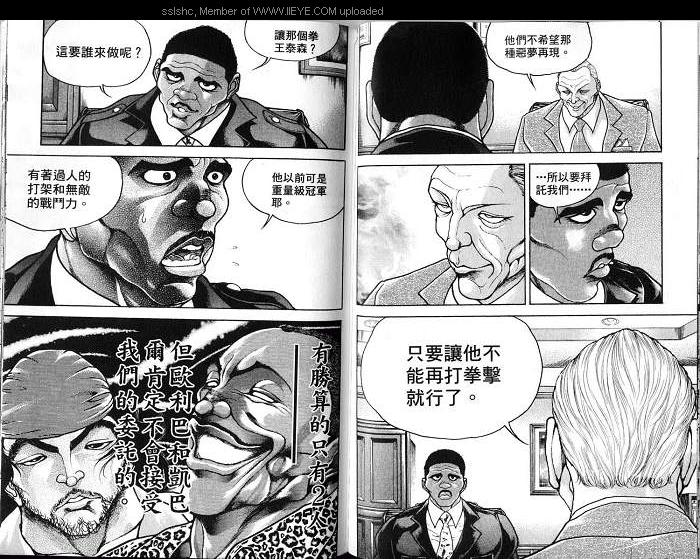 sslshc, Member of WWW.IIEYE.COM uploaded
他們不希望那
種惡夢再現。
…所以要拜
託我們……
只要讓他不
能再打拳擊
就行了。
讓那個拳
王泰森？
這要誰來做呢？
他以前可是
重量級冠軍
耶。
有著過人的
打架和無敵
的戰鬥力。
有勝算的只有2人
但歐利巴和凱巴
爾肯定不會接受
我們的委託的。